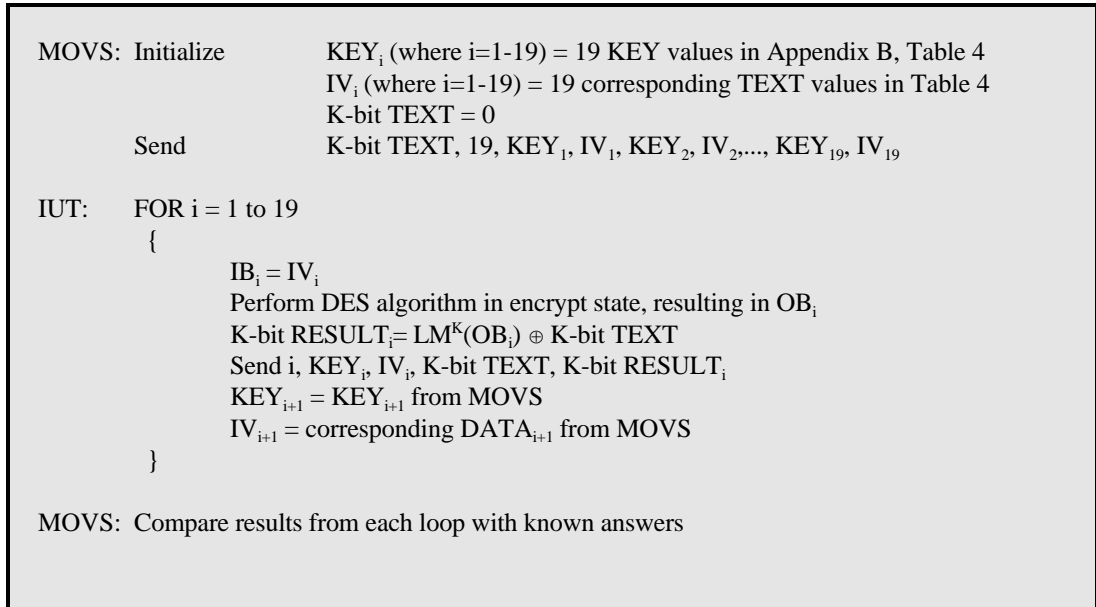 MOVS: Initialize KEYᵢ (where i=1-19) = 19 KEY values in Appendix B, Table 4
IVᵢ (where i=1-19) = 19 corresponding TEXT values in Table 4
K-bit TEXT = 0
Send K-bit TEXT, 19, KEY₁, IV₁, KEY₂, IV₂,..., KEY₁₉, IV₁₉
IUT: FOR i = 1 to 19
{
IBᵢ = IVᵢ
Perform DES algorithm in encrypt state, resulting in OBᵢ
K-bit RESULTᵢ= LMᴷ(OBᵢ) ⊕ K-bit TEXT
Send i, KEYᵢ, IVᵢ, K-bit TEXT, K-bit RESULTᵢ
KEYᵢ₊₁ = KEYᵢ₊₁ from MOVS
IVᵢ₊₁ = corresponding DATAᵢ₊₁ from MOVS
}
MOVS: Compare results from each loop with known answers